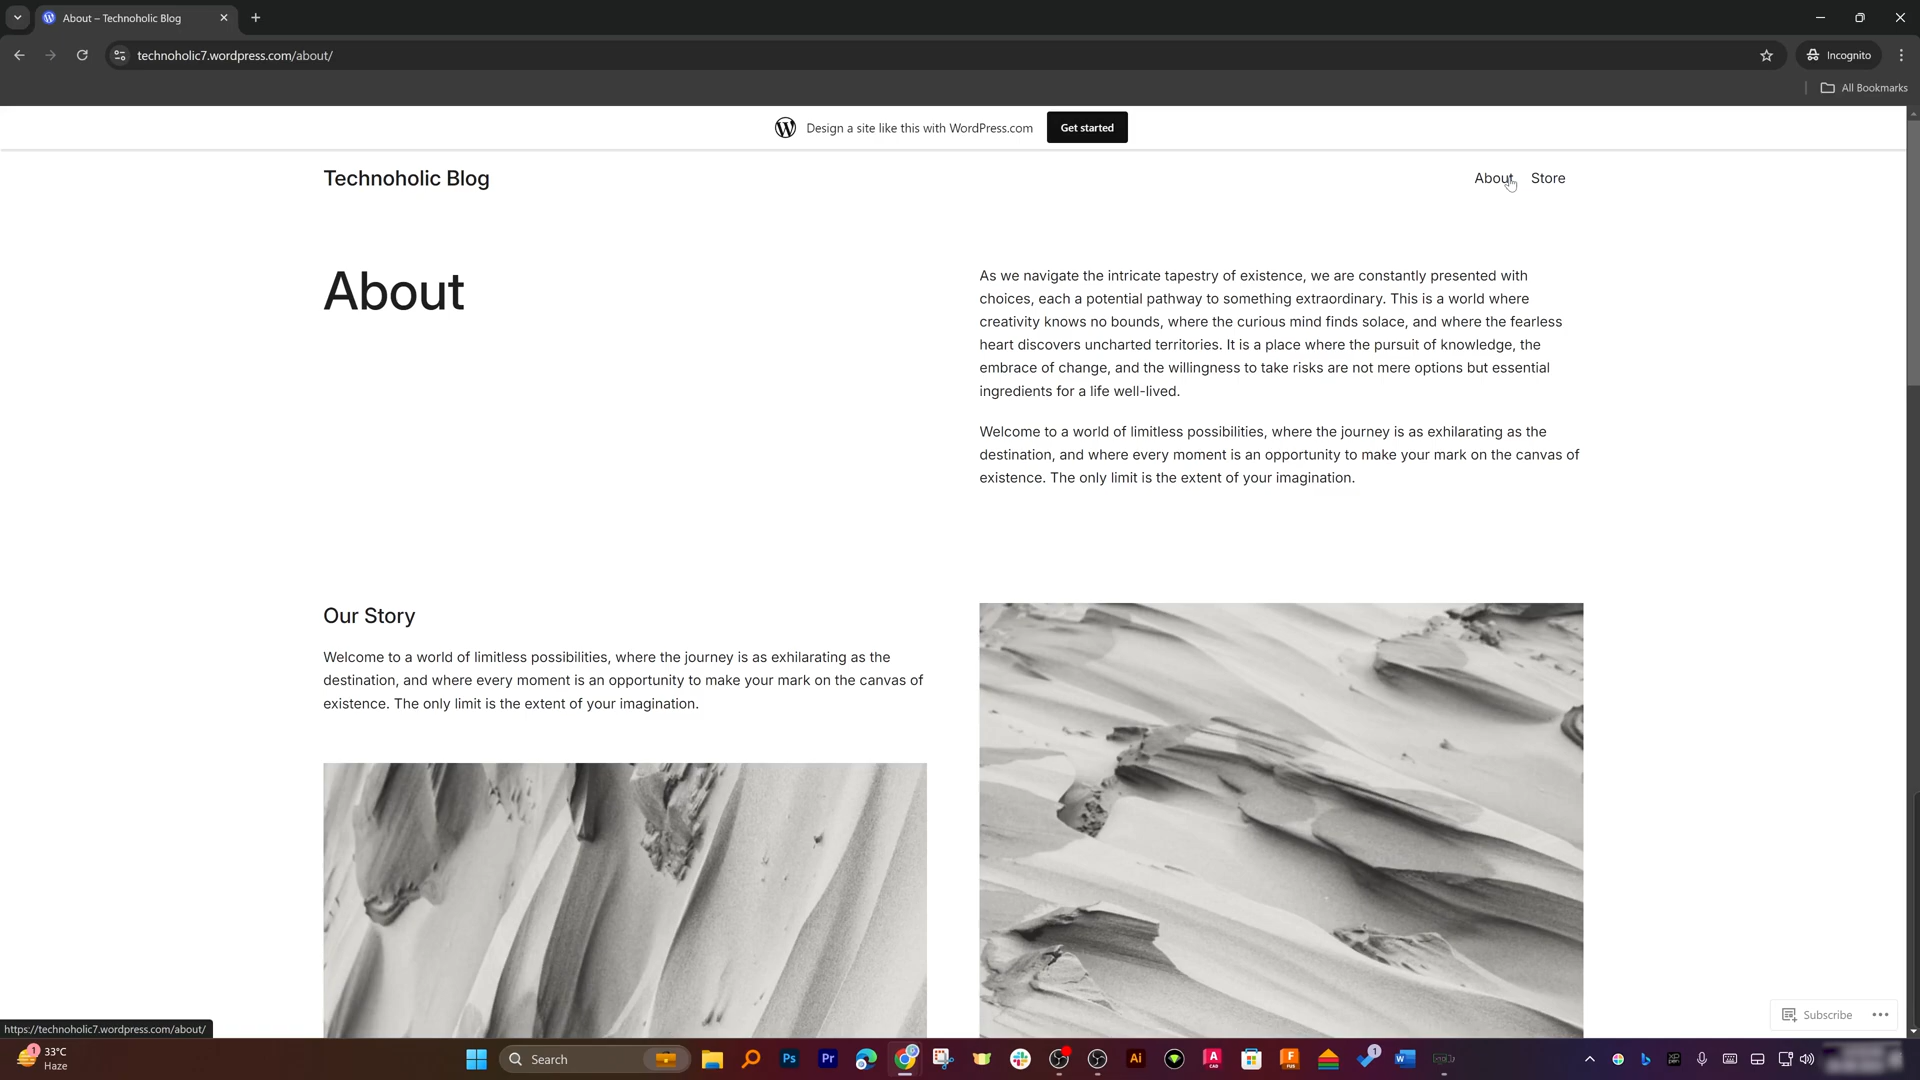 About – Technoholic Blog
technoholic7.wordpress.com/about/
Incognito
All Bookmarks
Design a site like this with WordPress.com
Get started
Technoholic Blog
About
Store
About
As we navigate the intricate tapestry of existence, we are constantly presented with
choices, each a potential pathway to something extraordinary. This is a world where
creativity knows no bounds, where the curious mind finds solace, and where the fearless
heart discovers uncharted territories. It is a place where the pursuit of knowledge, the
embrace of change, and the willingness to take risks are not mere options but essential
ingredients for a life well-lived.
Welcome to a world of limitless possibilities, where the journey is as exhilarating as the
destination, and where every moment is an opportunity to make your mark on the canvas of
existence. The only limit is the extent of your imagination.
Our Story
Welcome to a world of limitless possibilities, where the journey is as exhilarating as the
destination, and where every moment is an opportunity to make your mark on the canvas of
existence. The only limit is the extent of your imagination.
Subscribe
https://technoholic7.wordpress.com/about/
1
33°C
Haze
Search
Ps
Pr
Ai
A
CAD
F
FUS
1
W